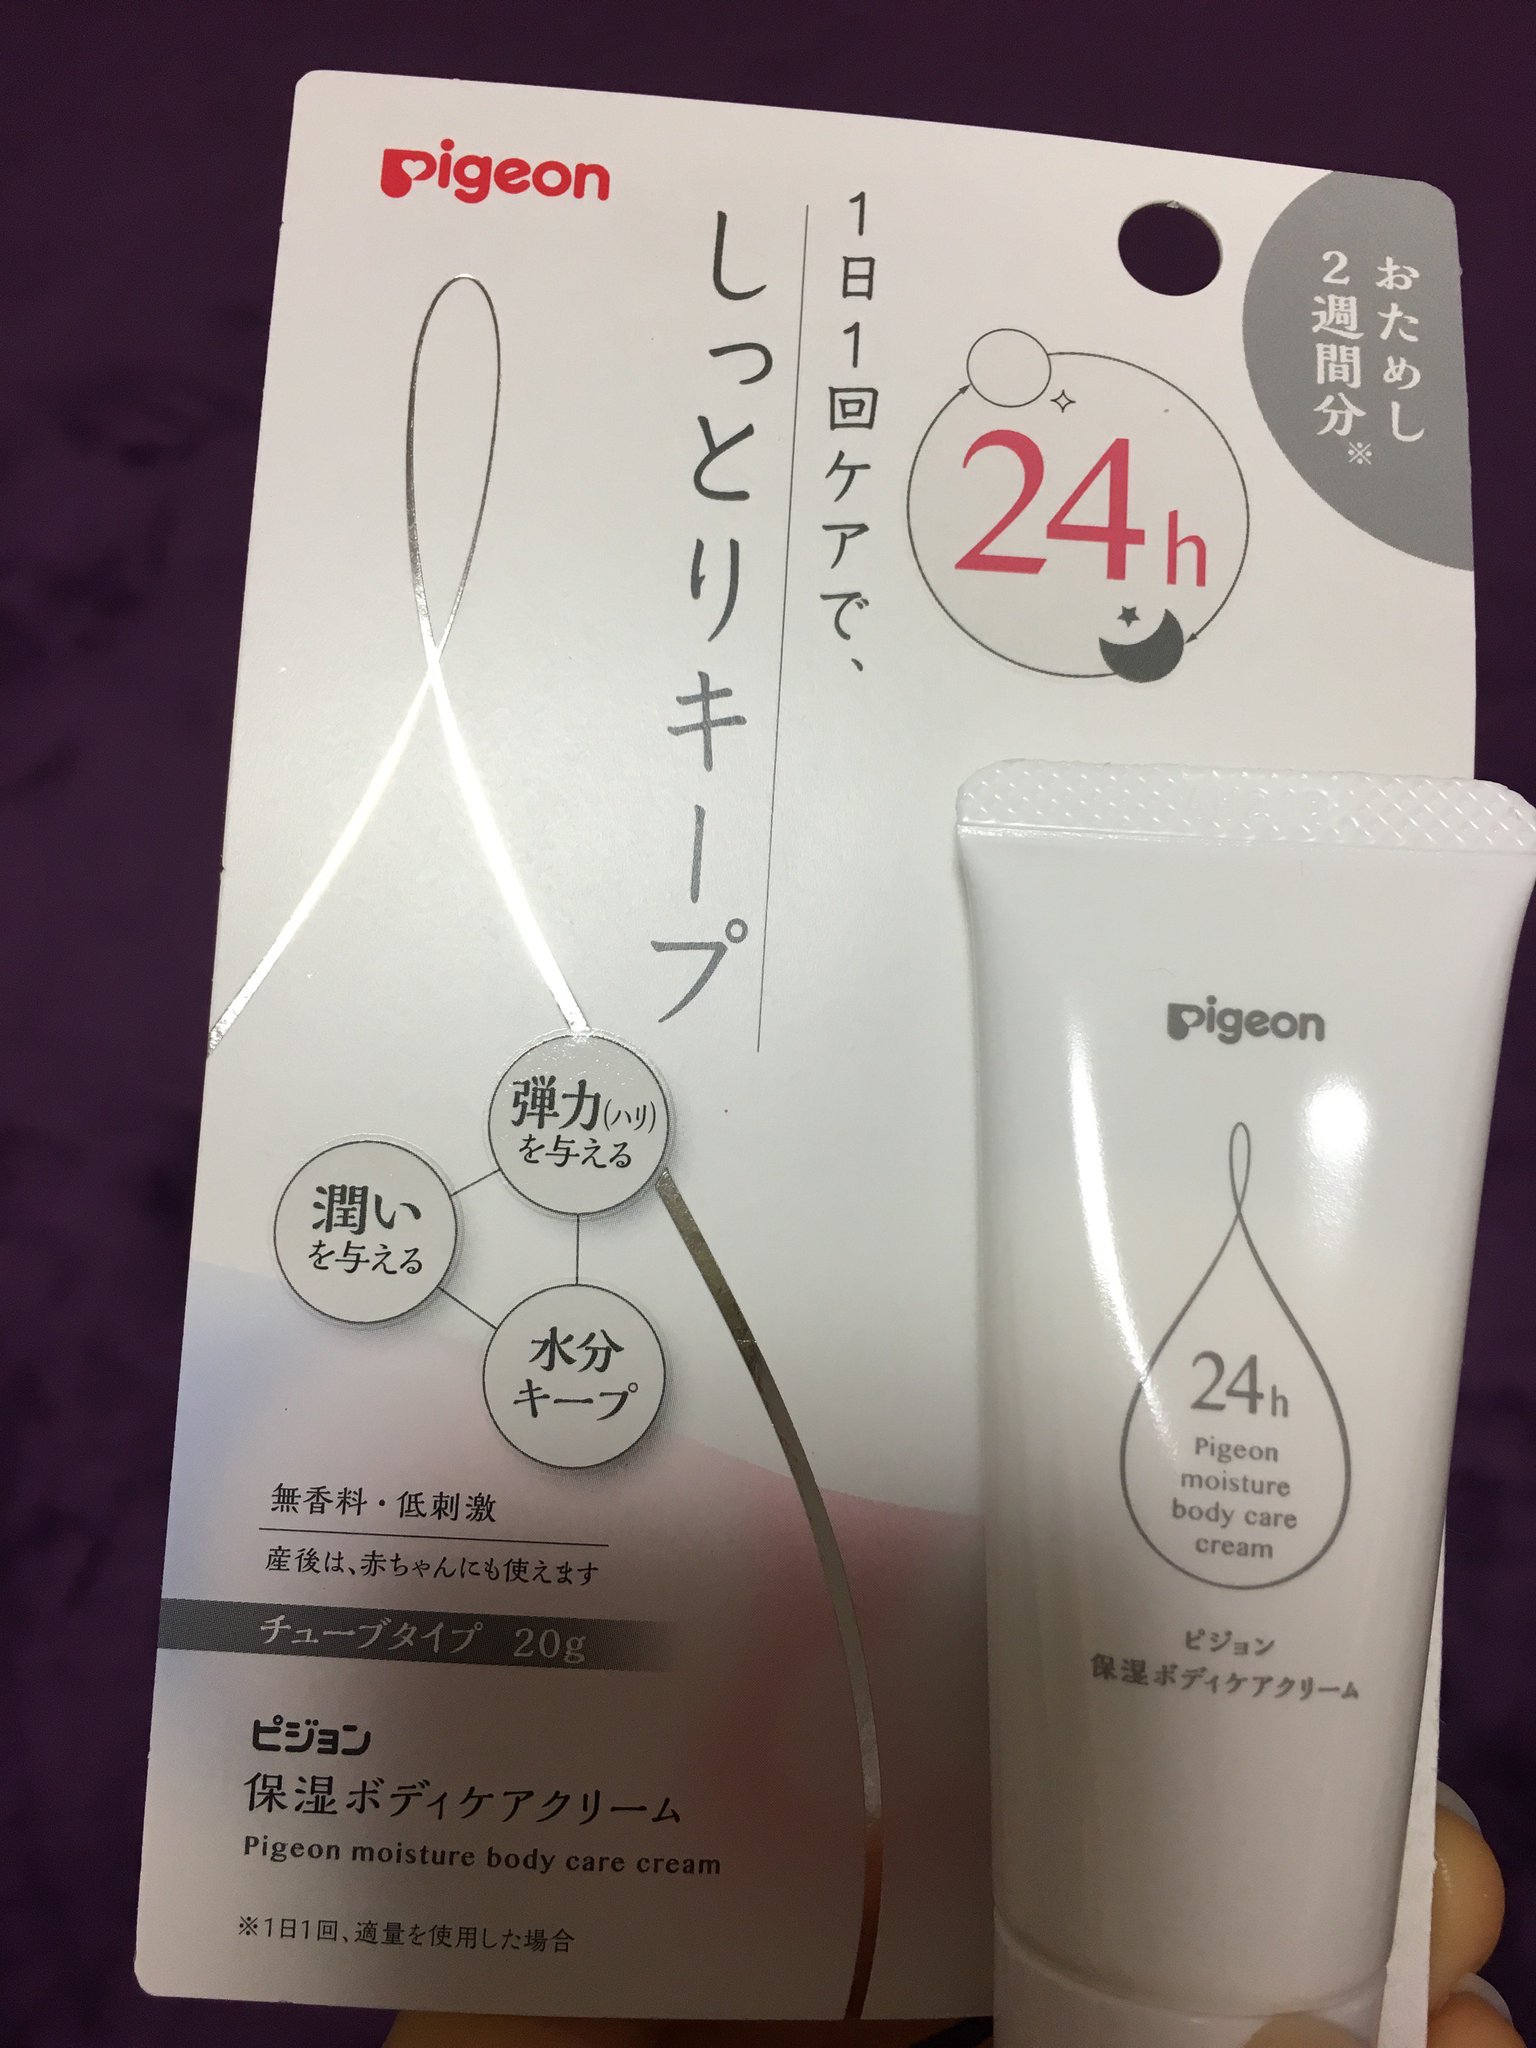 Pigeon
おためし
2週間分※
24h
1日1回ケアで、
しっとりキープ
弾力(ハリ)
を与える
潤い
を与える
水分
キープ
無香料・低刺激
産後は、赤ちゃんにも使えます
チューブタイプ 20g
ピジョン
保湿ボディケアクリーム
Pigeon moisture body care cream
※1日1回、適量を使用した場合
Pigeon
24h
Pigeon
moisture
body care
cream
ピジョン
保湿ボディケアクリーム